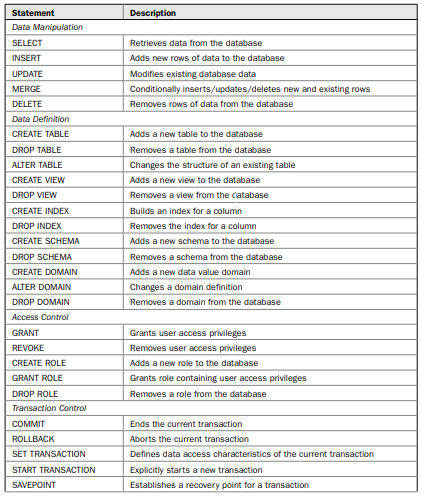 Statement Description
Data Manipulation
SELECT Retrieves data from the database
INSERT Adds new rows of data to the database
UPDATE Modifies existing database data
MERGE Conditionally inserts/updates/deletes new and existing rows
DELETE Removes rows of data from the database
Data Definition
CREATE TABLE Adds a new table to the database
DROP TABLE Removes a table from the database
ALTER TABLE Changes the structure of an existing table
CREATE VIEW Adds a new view to the database
DROP VIEW Removes a view from the database
CREATE INDEX Builds an index for a column
DROP INDEX Removes the index for a column
CREATE SCHEMA Adds a new schema to the database
DROP SCHEMA Removes a schema from the database
CREATE DOMAIN Adds a new data value domain
ALTER DOMAIN Changes a domain definition
DROP DOMAIN Removes a domain from the database
Access Control
GRANT Grants user access privileges
REVOKE Removes user access privileges
CREATE ROLE Adds a new role to the database
GRANT ROLE Grants role containing user access privileges
DROP ROLE Removes a role from the database
Transaction Control
COMMIT Ends the current transaction
ROLLBACK Aborts the current transaction
SET TRANSACTION Defines data access characteristics of the current transaction
START TRANSACTION Explicitly starts a new transaction
SAVEPOINT Establishes a recovery point for a transaction